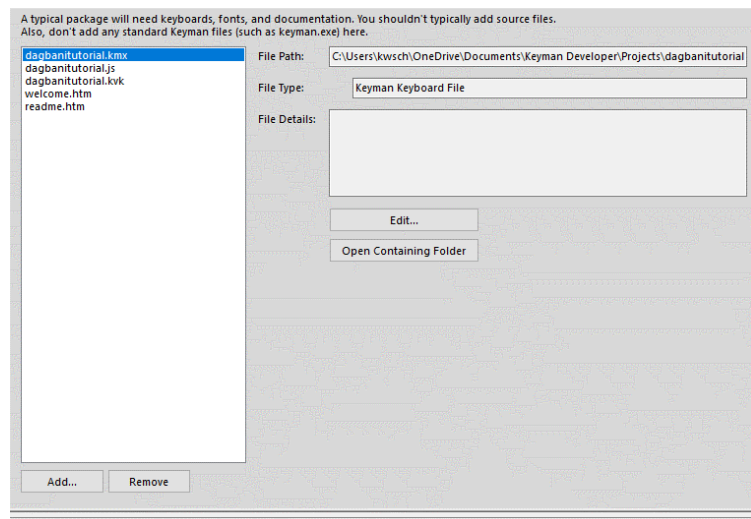 A typical package will need keyboards, fonts, and documentation. You shouldn't typically add source files.
Also, don't add any standard Keyman files (such as keyman.exe) here.
dagbanitutorial.kmx
dagbanitutorial.js
dagbanitutorial.kvk
welcome.htm
readme.htm
File Path: C:\Users\kwsch\OneDrive\Documents\Keyman Developer\Projects\dagbanitutorial
File Type: Keyman Keyboard File
File Details:
Edit...
Open Containing Folder
Add... Remove